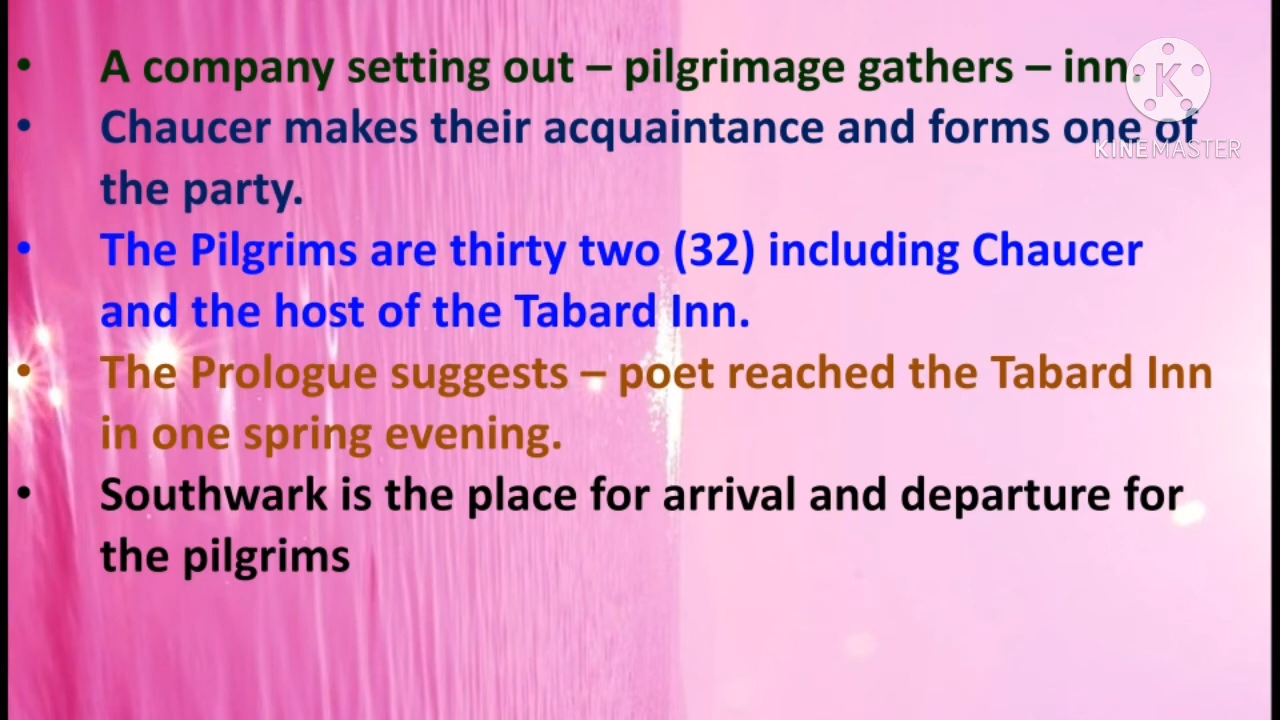 • A company setting out – pilgrimage gathers – inn.
• Chaucer makes their acquaintance and forms one of
the party.
• The Pilgrims are thirty two (32) including Chaucer
and the host of the Tabard Inn.
• The Prologue suggests – poet reached the Tabard Inn
in one spring evening.
• Southwark is the place for arrival and departure for
the pilgrims
K
KINEMASTER